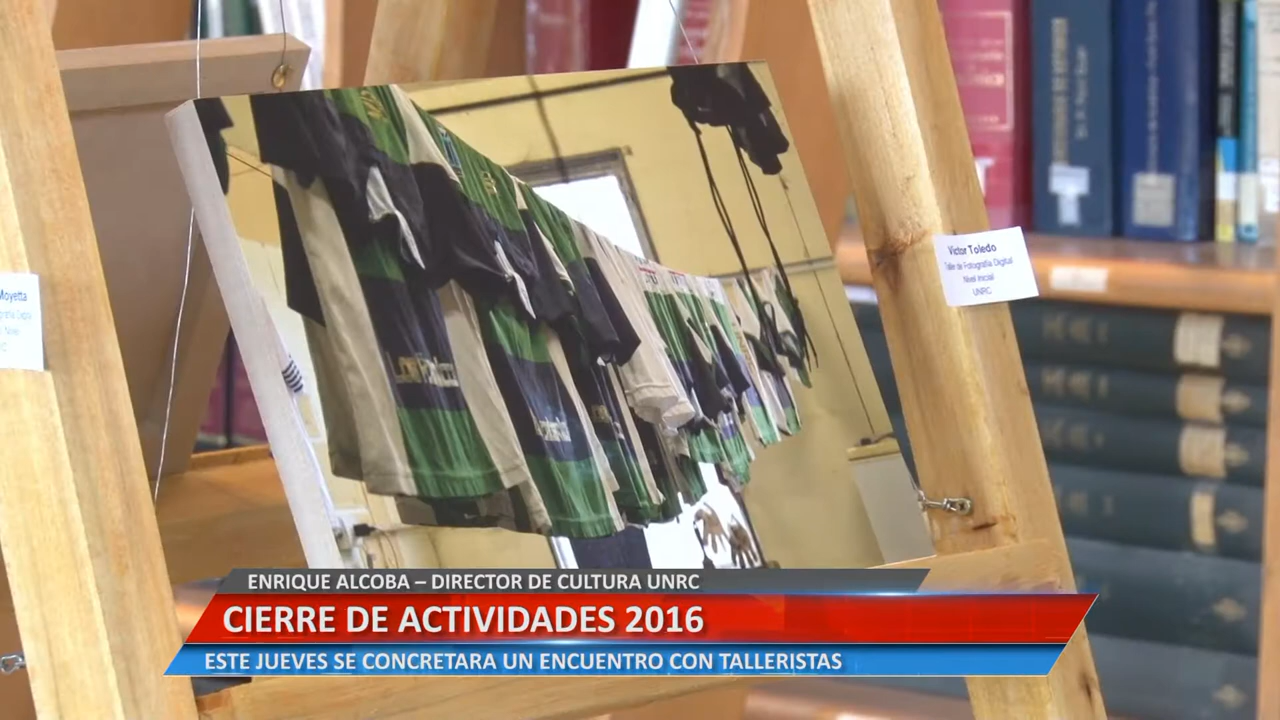 Victor Toledo
Taller de Fotografía Digital
Nivel Inicial
UNRC
Moyetta
ENRIQUE ALCOBA – DIRECTOR DE CULTURA UNRC
CIERRE DE ACTIVIDADES 2016
ESTE JUEVES SE CONCRETARA UN ENCUENTRO CON TALLERISTAS